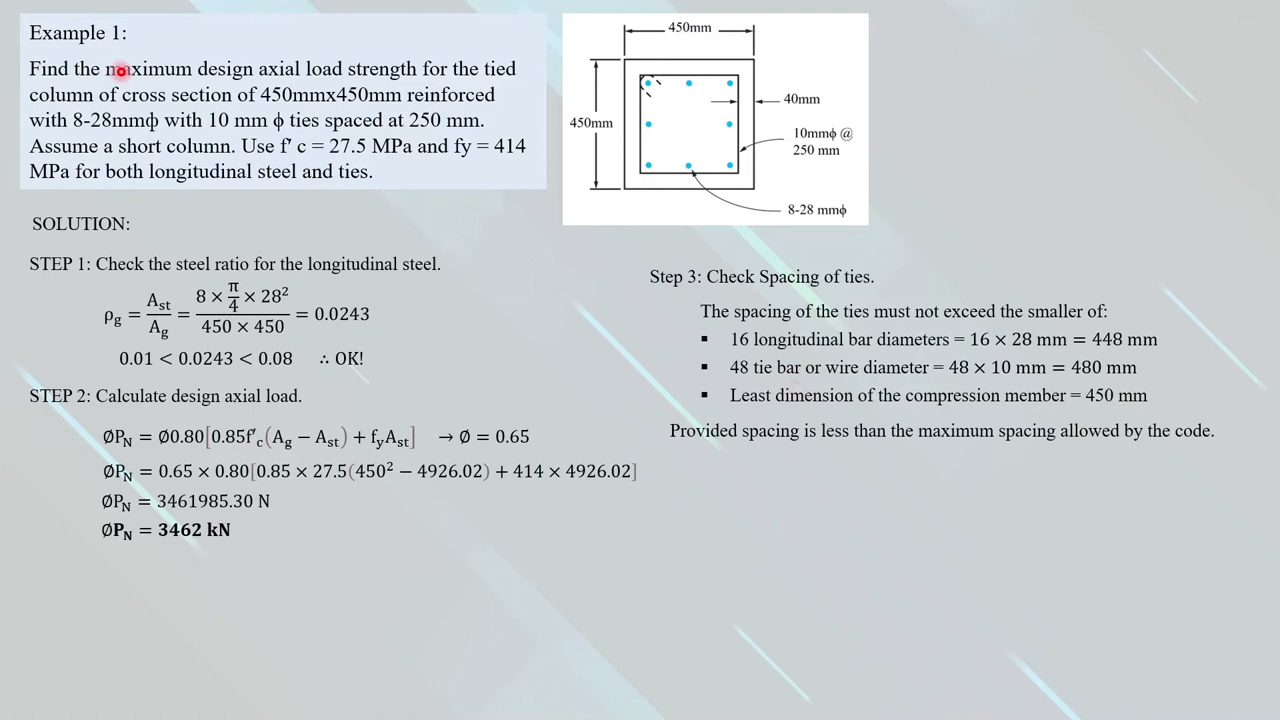 Example 1:
Find the maximum design axial load strength for the tied
column of cross section of 450mmx450mm reinforced
with 8-28mmϕ with 10 mm ϕ ties spaced at 250 mm.
Assume a short column. Use f' c = 27.5 MPa and fy = 414
MPa for both longitudinal steel and ties.
450mm
450mm
40mm
10mmϕ @
250 mm
8-28 mmϕ
SOLUTION:
STEP 1: Check the steel ratio for the longitudinal steel.
ρg = Ast/Ag = (8 × π/4 × 28²)/(450 × 450) = 0.0243
0.01 < 0.0243 < 0.08 ∴ OK!
STEP 2: Calculate design axial load.
∅PN = ∅0.80[0.85f'c(Ag − Ast) + fyAst] → ∅ = 0.65
∅PN = 0.65 × 0.80[0.85 × 27.5(450² − 4926.02) + 414 × 4926.02]
∅PN = 3461985.30 N
∅PN = 3462 kN
Step 3: Check Spacing of ties.
The spacing of the ties must not exceed the smaller of:
▪ 16 longitudinal bar diameters = 16 × 28 mm = 448 mm
▪ 48 tie bar or wire diameter = 48 × 10 mm = 480 mm
▪ Least dimension of the compression member = 450 mm
Provided spacing is less than the maximum spacing allowed by the code.